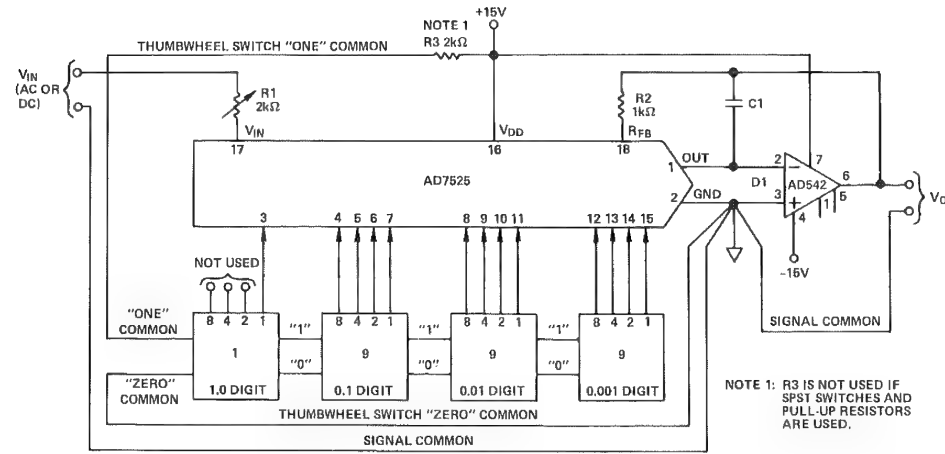 +15V
NOTE 1
R3 2kΩ
THUMBWHEEL SWITCH "ONE" COMMON
VIN
(AC OR
DC)
R1
2kΩ
R2
1kΩ
C1
VIN
VDD
RFB
17
16
18
AD7525
1
OUT
2
GND
D1
2
3
7
AD542
6
1
5
4
-15V
VO
3
4 5 6 7
8 9 10 11
12 13 14 15
NOT USED
8 4 2 1
8 4 2 1
8 4 2 1
8 4 2 1
"ONE"
COMMON
"1"
"1"
"1"
1
9
9
9
"ZERO"
COMMON
"0"
"0"
"0"
1.0 DIGIT
0.1 DIGIT
0.01 DIGIT
0.001 DIGIT
THUMBWHEEL SWITCH "ZERO" COMMON
SIGNAL COMMON
SIGNAL COMMON
NOTE 1: R3 IS NOT USED IF
SPST SWITCHES AND
PULL-UP RESISTORS
ARE USED.